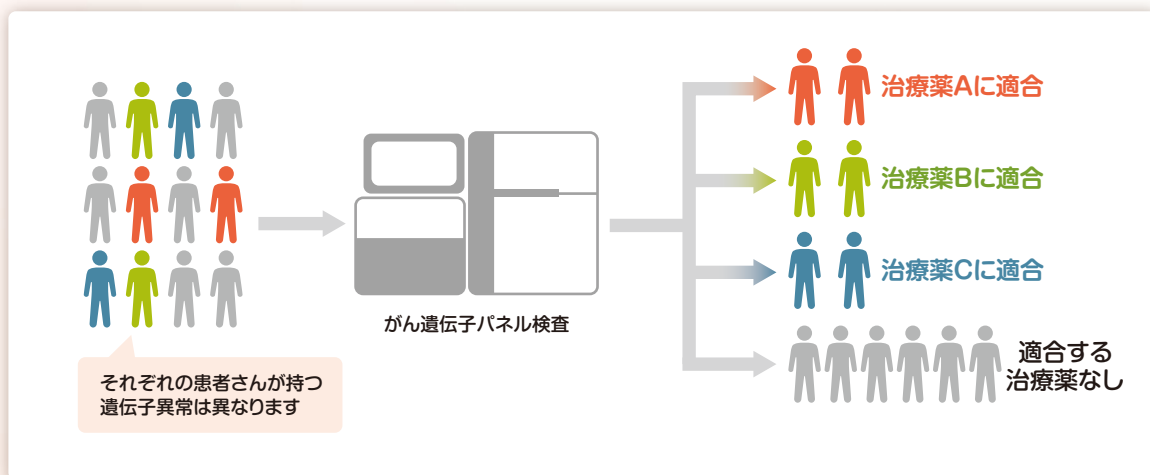 それぞれの患者さんが持つ
遺伝子異常は異なります
がん遺伝子パネル検査
治療薬Aに適合
治療薬Bに適合
治療薬Cに適合
適合する
治療薬なし